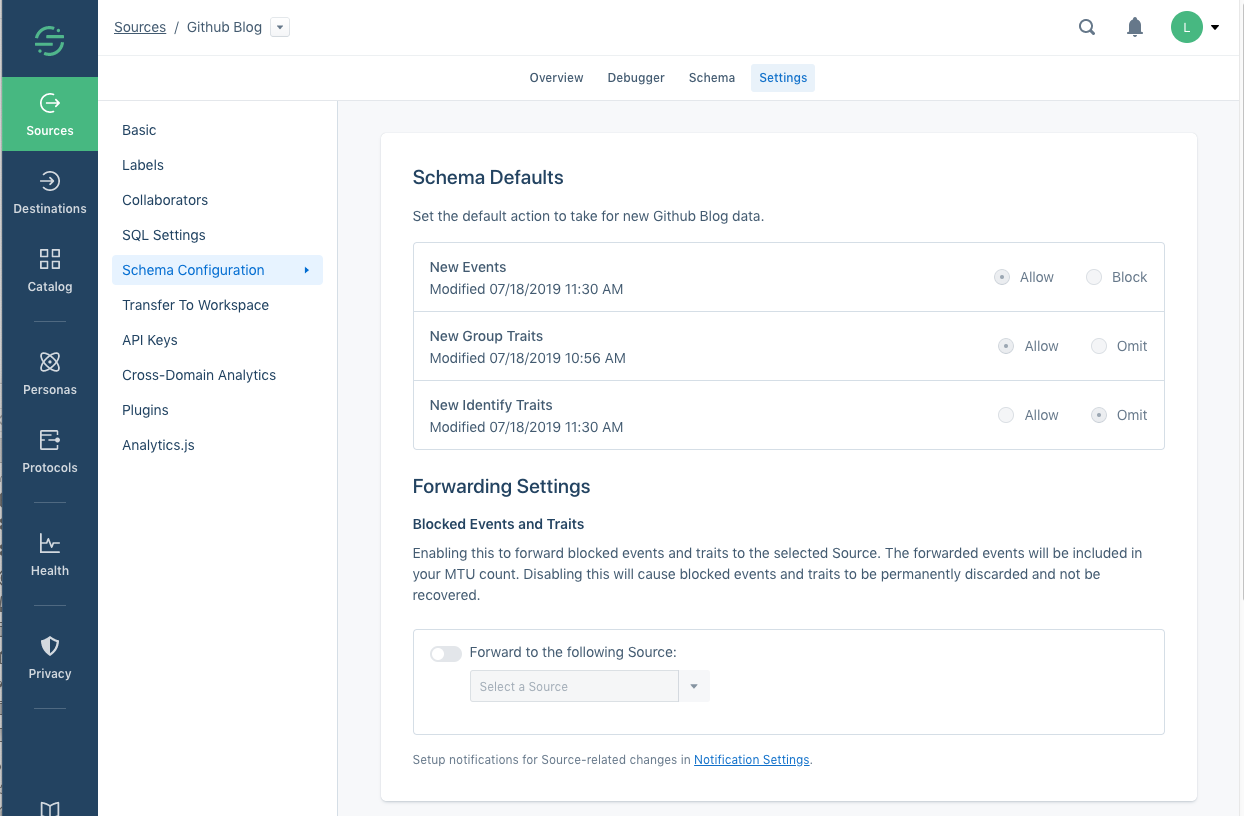 Sources / Github Blog
L
Overview Debugger Schema Settings
Sources
Destinations
Catalog
Personas
Protocols
Health
Privacy
Basic
Labels
Collaborators
SQL Settings
Schema Configuration
Transfer To Workspace
API Keys
Cross-Domain Analytics
Plugins
Analytics.js
Schema Defaults
Set the default action to take for new Github Blog data.
New Events
Modified 07/18/2019 11:30 AM
Allow Block
New Group Traits
Modified 07/18/2019 10:56 AM
Allow Omit
New Identify Traits
Modified 07/18/2019 11:30 AM
Allow Omit
Forwarding Settings
Blocked Events and Traits
Enabling this to forward blocked events and traits to the selected Source. The forwarded events will be included in
your MTU count. Disabling this will cause blocked events and traits to be permanently discarded and not be
recovered.
Forward to the following Source:
Select a Source
Setup notifications for Source-related changes in Notification Settings.